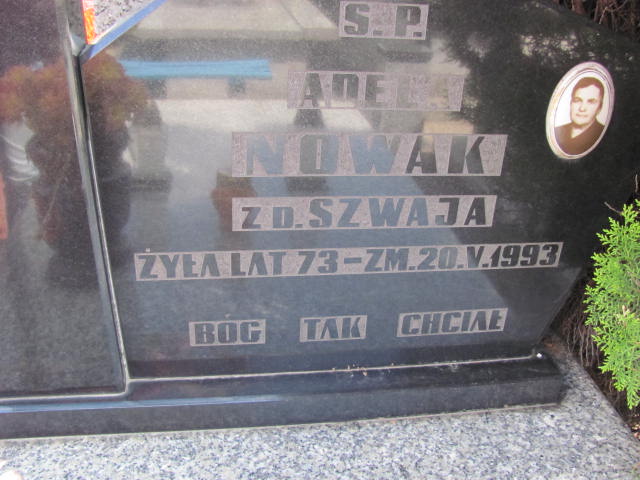 Ś.P.
ADELA
NOWAK
Z D. SZWAJA
ŻYŁA LAT 73-ZM.20.V.1993
BÓG TAK CHCIAŁ